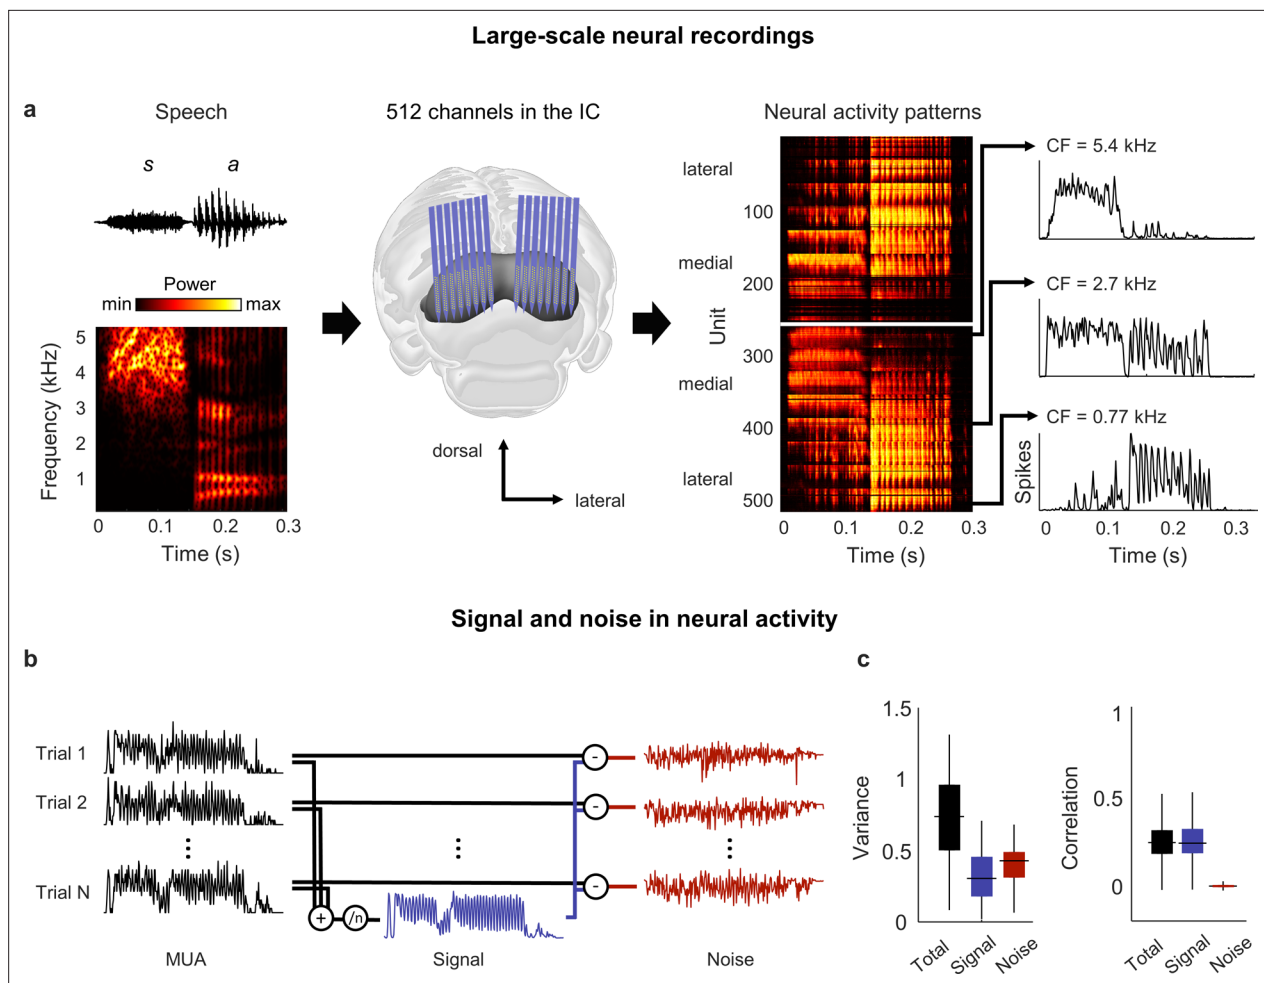 Large-scale neural recordings
a
Speech
512 channels in the IC
Neural activity patterns
s
a
Power
min
max
5
4
3
2
1
Frequency (kHz)
0
0.1
0.2
0.3
Time (s)
dorsal
lateral
lateral
100
medial
200
Unit
300
medial
400
lateral
500
0
0.1
0.2
0.3
Time (s)
CF = 5.4 kHz
CF = 2.7 kHz
CF = 0.77 kHz
Spikes
0
0.1
0.2
0.3
Time (s)
Signal and noise in neural activity
b
Trial 1
Trial 2
Trial N
+
/n
-
-
-
MUA
Signal
Noise
c
1.5
1
0.5
0
Variance
Total
Signal
Noise
1
0.5
0
Correlation
Total
Signal
Noise